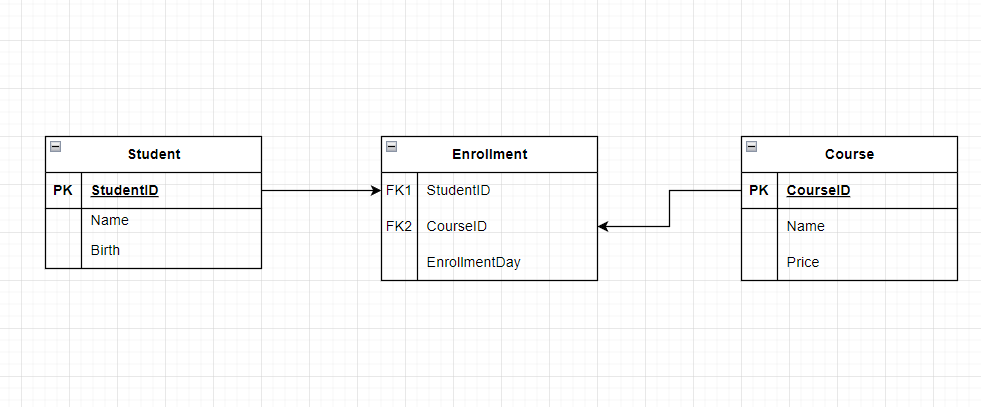 Student
PK StudentID
Name
Birth
Enrollment
FK1 StudentID
FK2 CourseID
EnrollmentDay
Course
PK CourseID
Name
Price